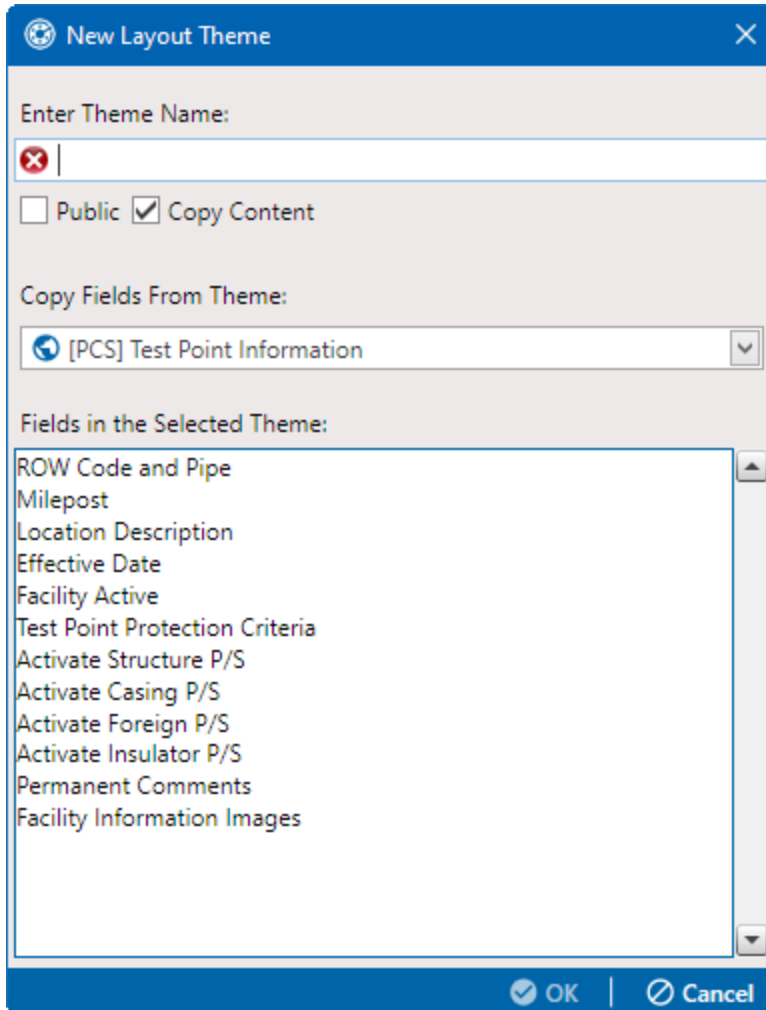 New Layout Theme
Enter Theme Name:
Public Copy Content
Copy Fields From Theme:
[PCS] Test Point Information
Fields in the Selected Theme:
ROW Code and Pipe
Milepost
Location Description
Effective Date
Facility Active
Test Point Protection Criteria
Activate Structure P/S
Activate Casing P/S
Activate Foreign P/S
Activate Insulator P/S
Permanent Comments
Facility Information Images
OK | Cancel